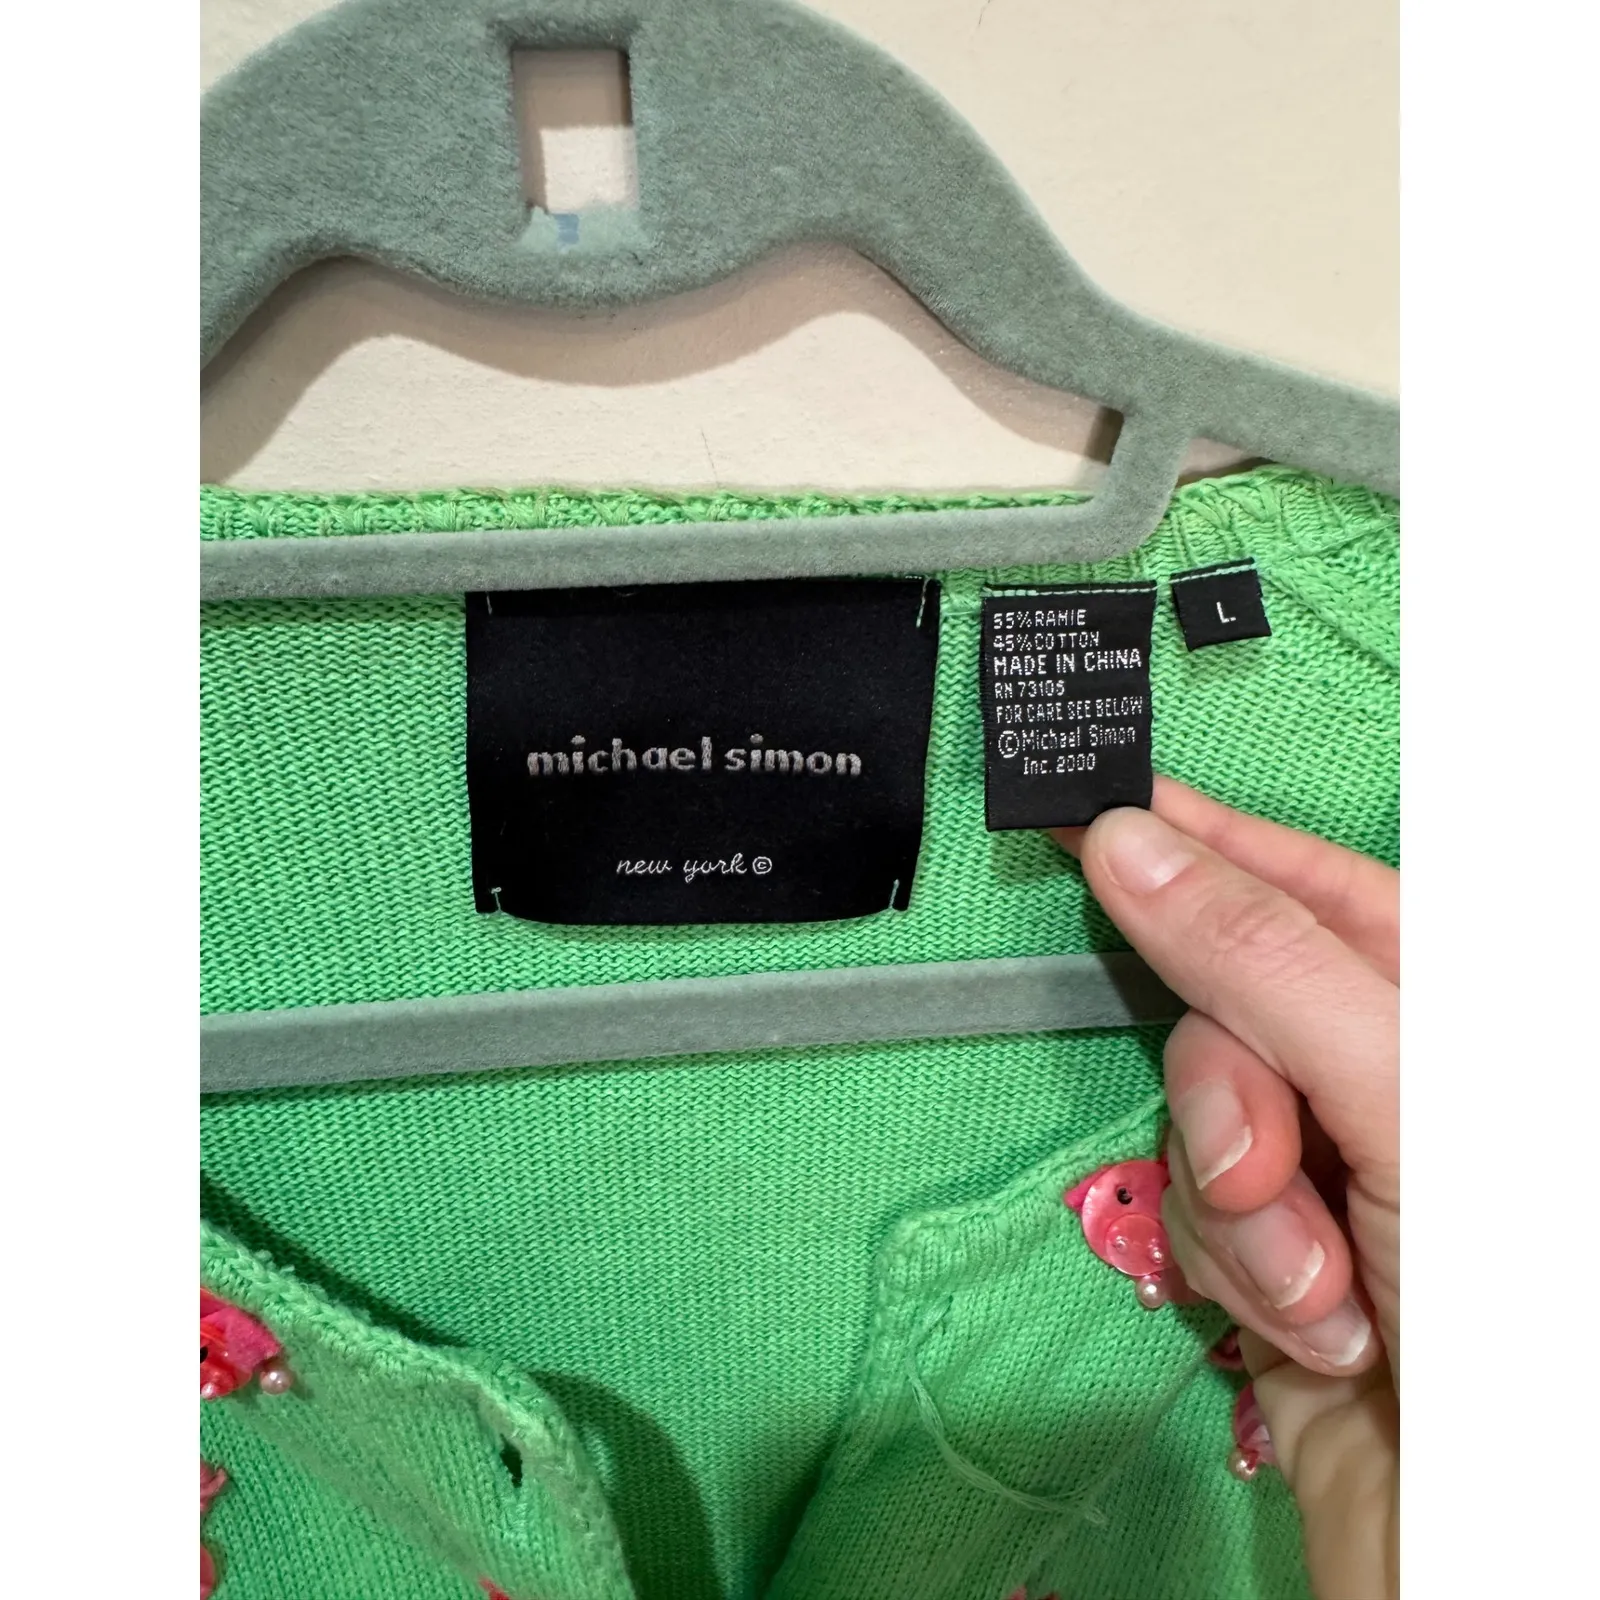 michael simon
new york ©
55% RAMIE
45% COTTON
MADE IN CHINA
RN 73105
FOR CARE SEE BELOW
© Michael Simon
Inc. 2000
L